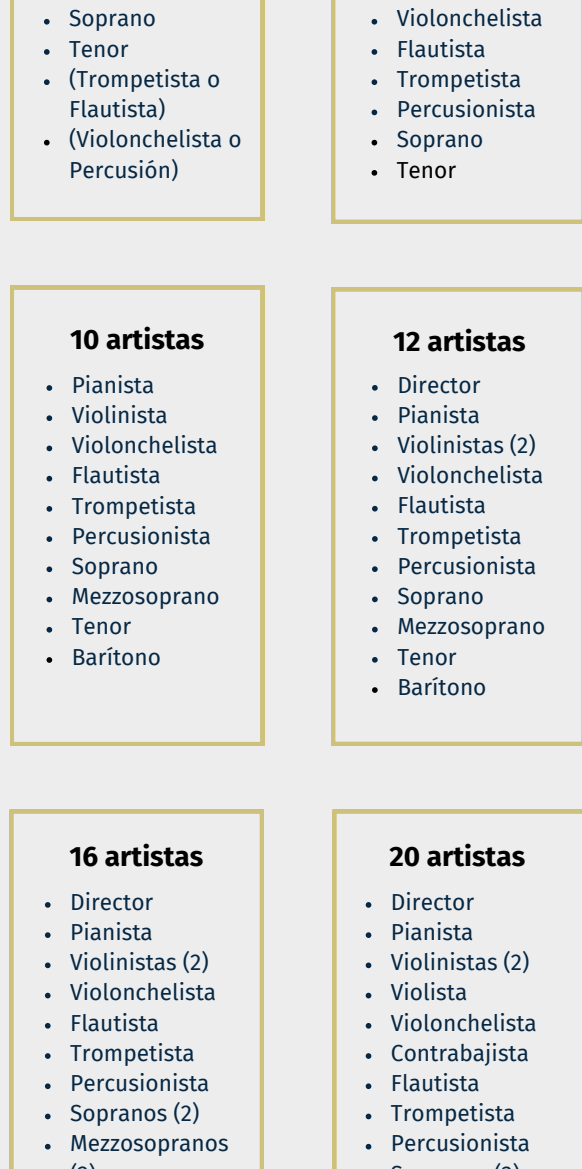 Soprano
Tenor
(Trompetista o
Flautista)
(Violonchelista o
Percusión)
Violonchelista
Flautista
Trompetista
Percusionista
Soprano
Tenor
10 artistas
Pianista
Violinista
Violonchelista
Flautista
Trompetista
Percusionista
Soprano
Mezzosoprano
Tenor
Barítono
12 artistas
Director
Pianista
Violinistas (2)
Violonchelista
Flautista
Trompetista
Percusionista
Soprano
Mezzosoprano
Tenor
Barítono
16 artistas
Director
Pianista
Violinistas (2)
Violonchelista
Flautista
Trompetista
Percusionista
Sopranos (2)
Mezzosopranos
20 artistas
Director
Pianista
Violinistas (2)
Violista
Violonchelista
Contrabajista
Flautista
Trompetista
Percusionista